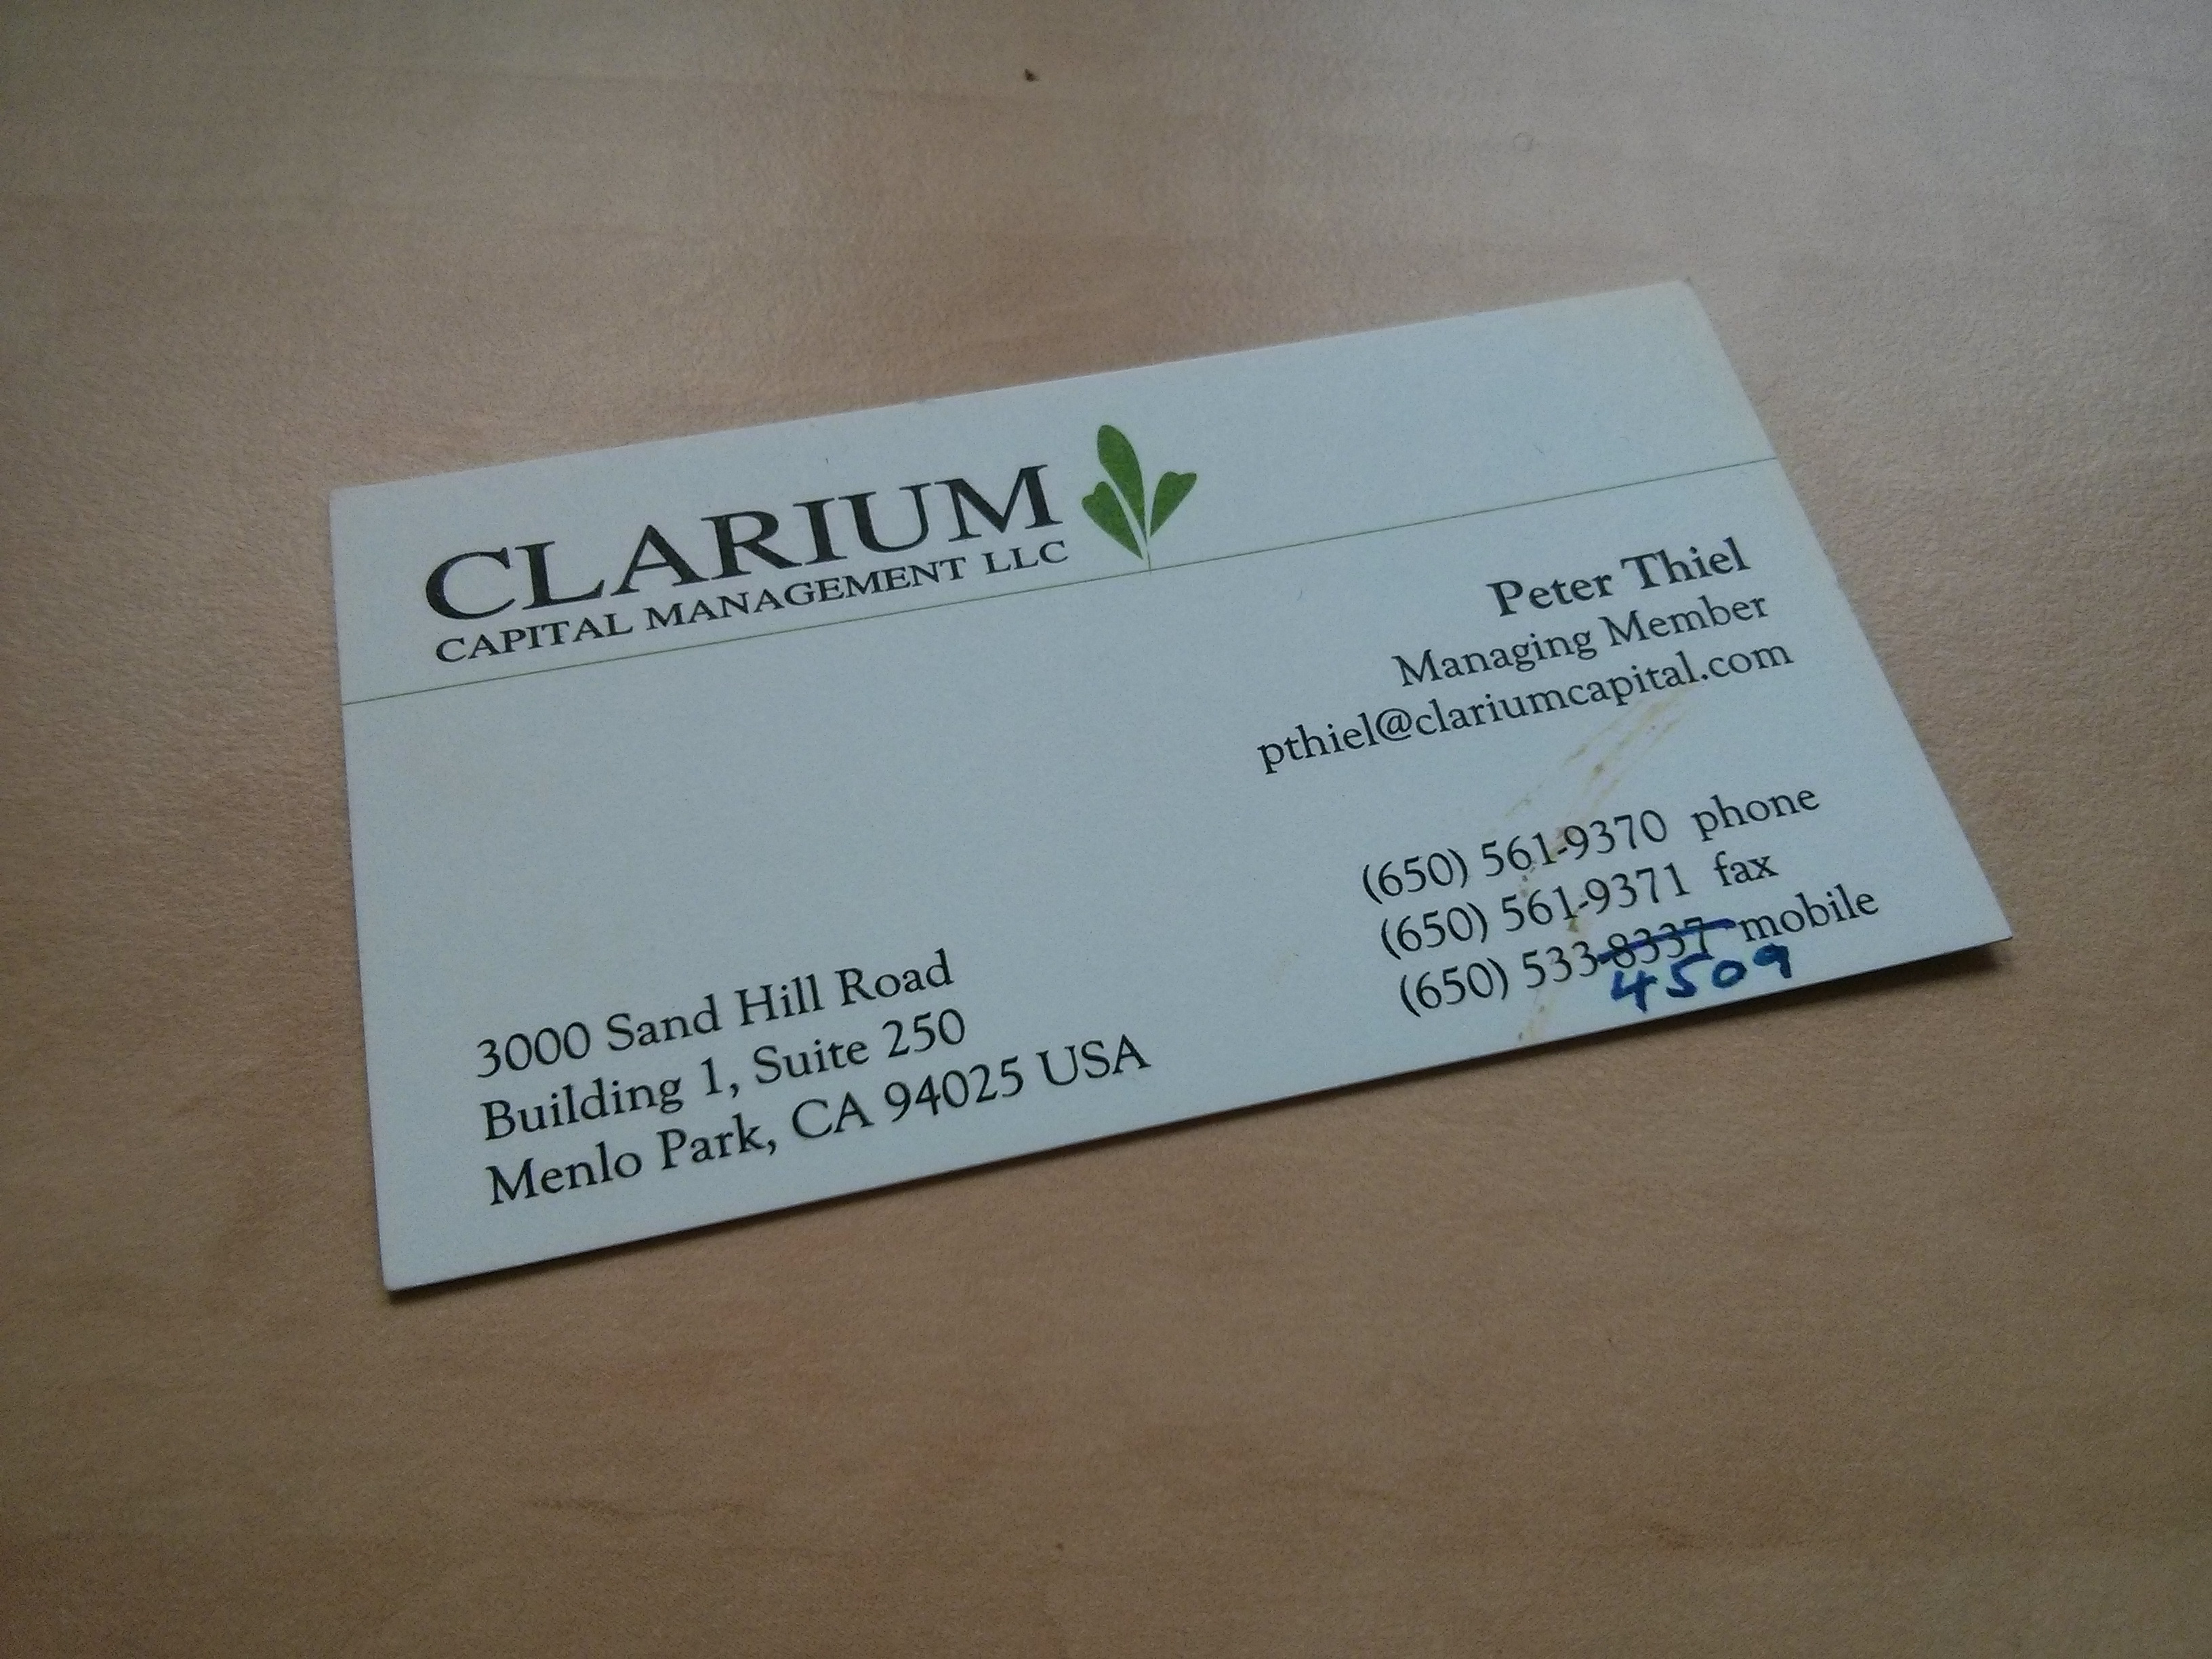 CLARIUM
CAPITAL MANAGEMENT LLC
Peter Thiel
Managing Member
pthiel@clariumcapital.com
(650) 561-9370 phone
(650) 561-9371 fax
(650) 533-8337 mobile
4509
3000 Sand Hill Road
Building 1, Suite 250
Menlo Park, CA 94025 USA